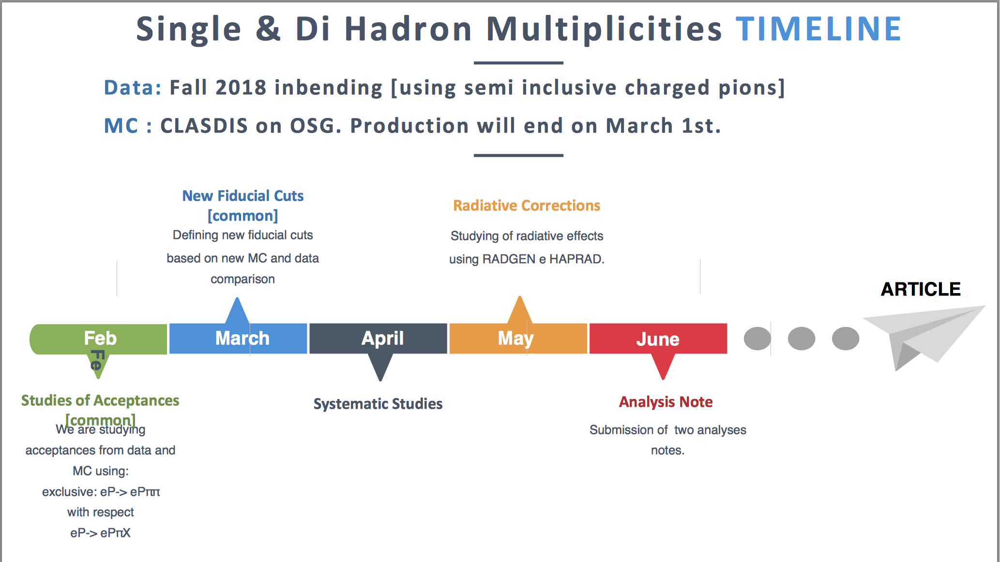 Single & Di Hadron Multiplicities TIMELINE
Data: Fall 2018 inbending [using semi inclusive charged pions]
MC : CLASDIS on OSG. Production will end on March 1st.
New Fiducial Cuts
[common]
Defining new fiducial cuts
based on new MC and data
comparison
Radiative Corrections
Studying of radiative effects
using RADGEN e HAPRAD.
ARTICLE
Feb
March
April
May
June
Fe
Studies of Acceptances
[common]
We are studying
acceptances from data and
MC using:
exclusive: eP-> ePππ
with respect
eP-> ePπX
Systematic Studies
Analysis Note
Submission of  two analyses
notes.